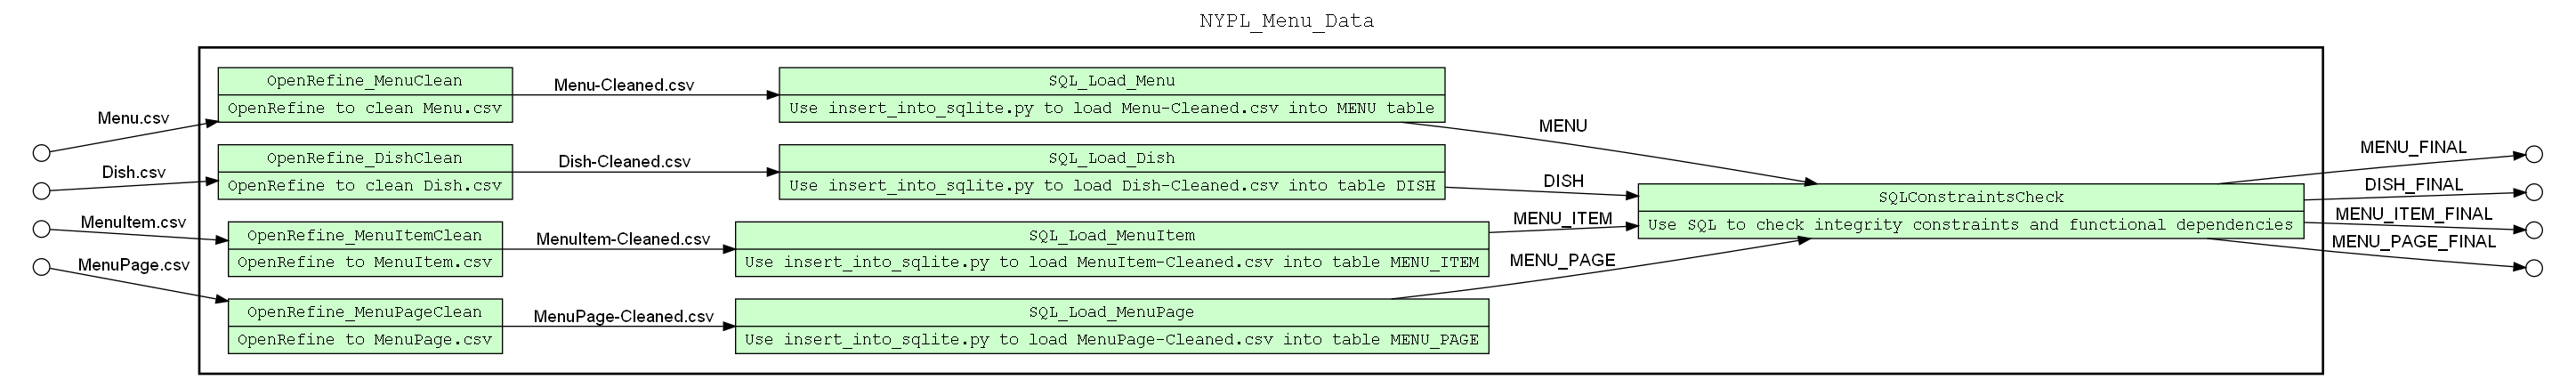 NYPL_Menu_Data
Menu.csv
Dish.csv
MenuItem.csv
MenuPage.csv
OpenRefine_MenuClean
OpenRefine to clean Menu.csv
Menu-Cleaned.csv
SQL_Load_Menu
Use insert_into_sqlite.py to load Menu-Cleaned.csv into MENU table
OpenRefine_DishClean
OpenRefine to clean Dish.csv
Dish-Cleaned.csv
SQL_Load_Dish
Use insert_into_sqlite.py to load Dish-Cleaned.csv into table DISH
OpenRefine_MenuItemClean
OpenRefine to MenuItem.csv
MenuItem-Cleaned.csv
SQL_Load_MenuItem
Use insert_into_sqlite.py to load MenuItem-Cleaned.csv into table MENU_ITEM
OpenRefine_MenuPageClean
OpenRefine to MenuPage.csv
MenuPage-Cleaned.csv
SQL_Load_MenuPage
Use insert_into_sqlite.py to load MenuPage-Cleaned.csv into table MENU_PAGE
MENU
DISH
MENU_ITEM
MENU_PAGE
SQLConstraintsCheck
Use SQL to check integrity constraints and functional dependencies
MENU_FINAL
DISH_FINAL
MENU_ITEM_FINAL
MENU_PAGE_FINAL